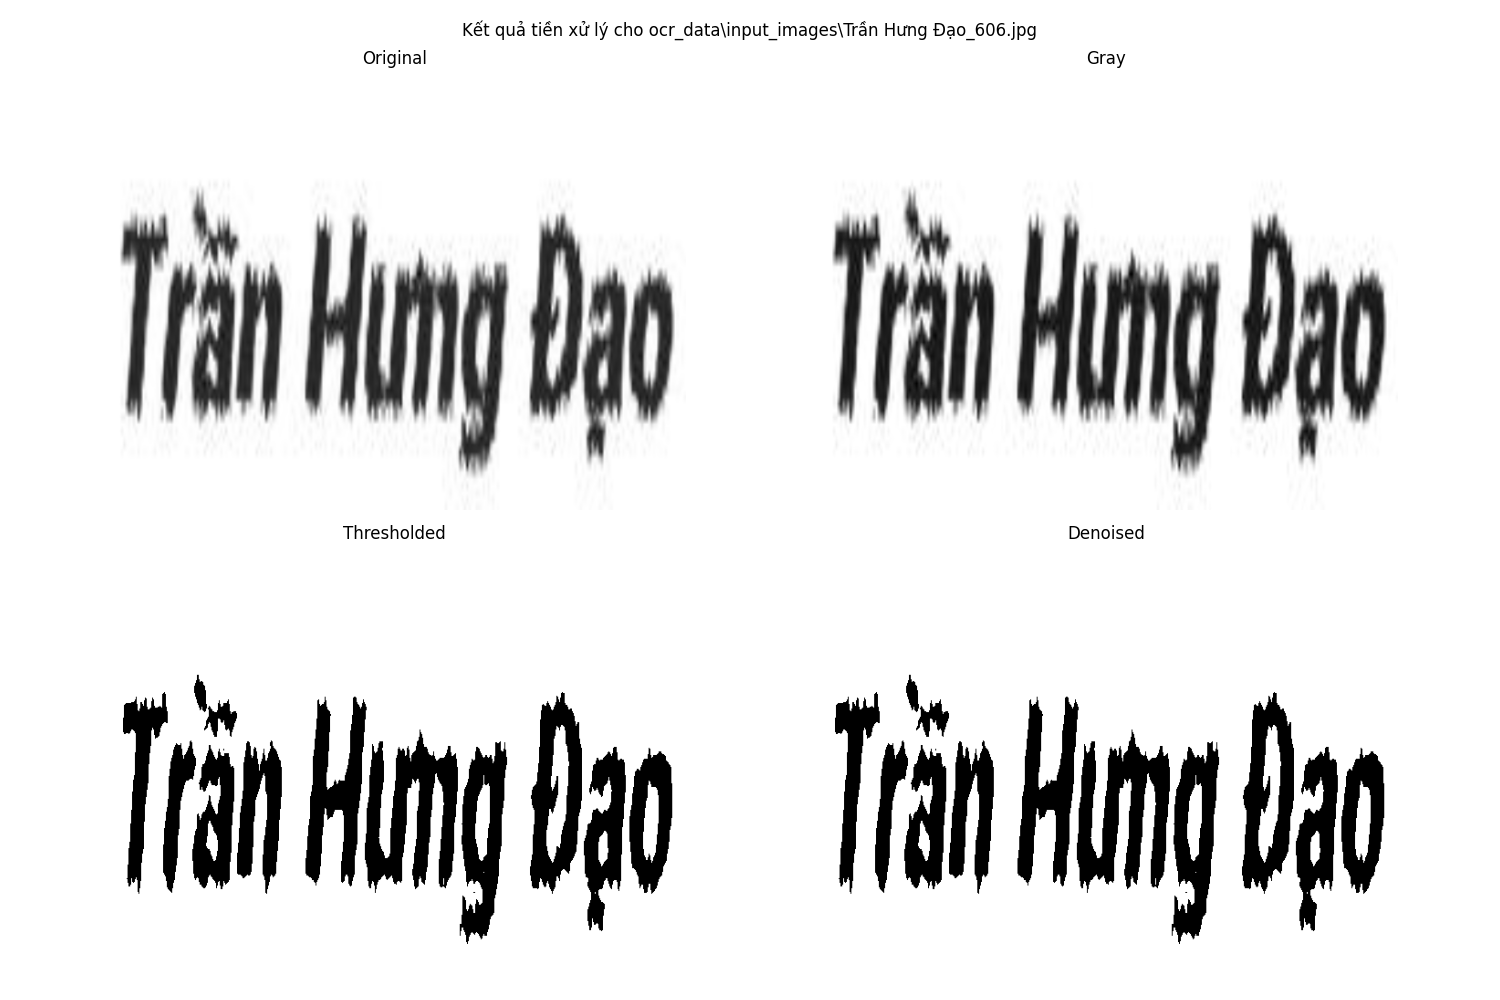 Kết quả tiền xử lý cho ocr_data\input_images\Trần Hưng Đạo_606.jpg
Original
Gray
Trần Hưng Đạo
Trần Hưng Đạo
Thresholded
Denoised
Trần Hưng Đạo
Trần Hưng Đạo